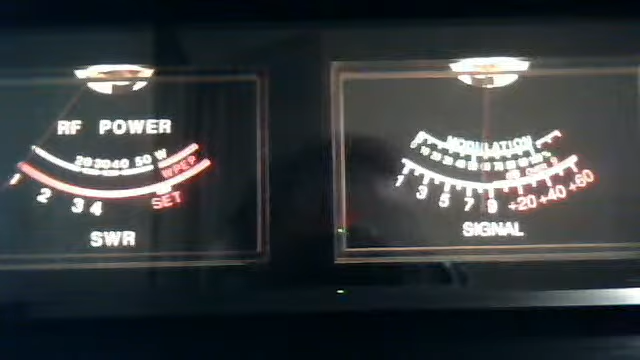 RF POWER
20 30 40 50 W
WPEP
1 2 3 4 SET
SWR
MODULATION
1 3 5 7 9 +20 +40 +60
SIGNAL